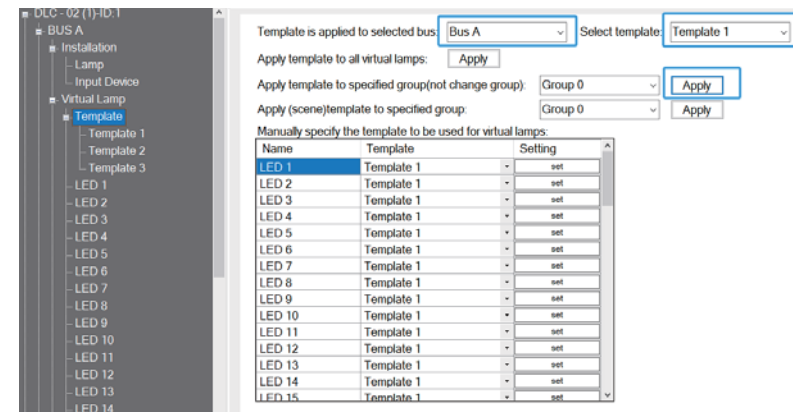 DLC - 02 (1)-ID:1
BUS A
Installation
Lamp
Input Device
Virtual Lamp
Template
Template 1
Template 2
Template 3
LED 1
LED 2
LED 3
LED 4
LED 5
LED 6
LED 7
LED 8
LED 9
LED 10
LED 11
LED 12
LED 13
LED 14
Template is applied to selected bus: Bus A Select template: Template 1
Apply template to all virtual lamps: Apply
Apply template to specified group(not change group): Group 0 Apply
Apply (scene)template to specified group: Group 0 Apply
Manually specify the template to be used for virtual lamps:
Name Template Setting
LED 1 Template 1 set
LED 2 Template 1 set
LED 3 Template 1 set
LED 4 Template 1 set
LED 5 Template 1 set
LED 6 Template 1 set
LED 7 Template 1 set
LED 8 Template 1 set
LED 9 Template 1 set
LED 10 Template 1 set
LED 11 Template 1 set
LED 12 Template 1 set
LED 13 Template 1 set
LED 14 Template 1 set
LED 15 Template 1 set